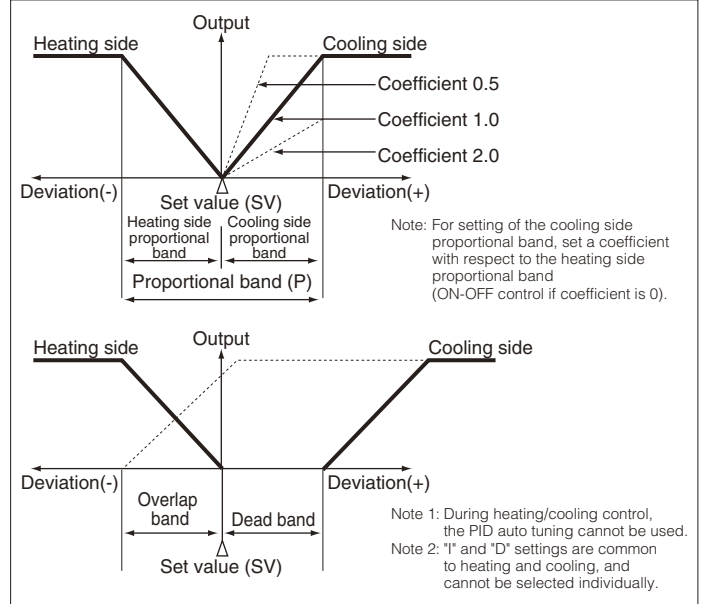 Output
Heating side
Cooling side
Coefficient 0.5
Coefficient 1.0
Coefficient 2.0
Deviation(-)
Deviation(+)
Set value (SV)
Heating side
proportional
band
Cooling side
proportional
band
Proportional band (P)
Note: For setting of the cooling side
proportional band, set a coefficient
with respect to the heating side
proportional band
(ON-OFF control if coefficient is 0).
Output
Heating side
Cooling side
Deviation(-)
Deviation(+)
Overlap
band
Dead band
Set value (SV)
Note 1: During heating/cooling control,
the PID auto tuning cannot be used.
Note 2: "I" and "D" settings are common
to heating and cooling, and
cannot be selected individually.